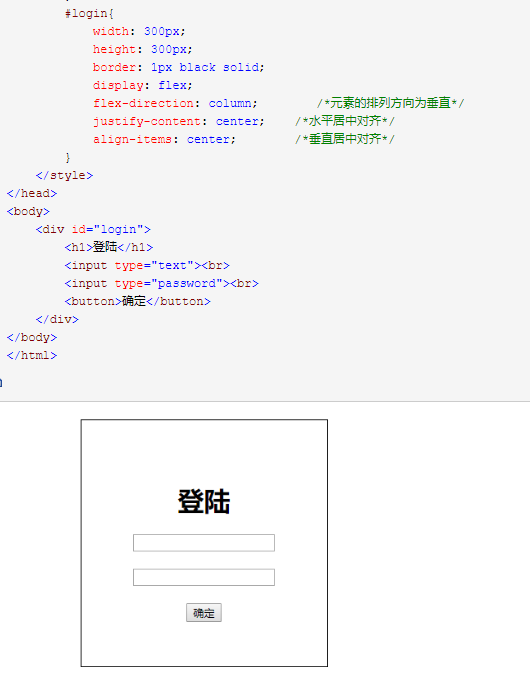 #login{
width: 300px;
height: 300px;
border: 1px black solid;
display: flex;
flex-direction: column; /*元素的排列方向为垂直*/
justify-content: center; /*水平居中对齐*/
align-items: center; /*垂直居中对齐*/
}
</style>
</head>
<body>
<div id="login">
<h1>登陆</h1>
<input type="text"><br>
<input type="password"><br>
<button>确定</button>
</div>
</body>
</html>
登陆
确定